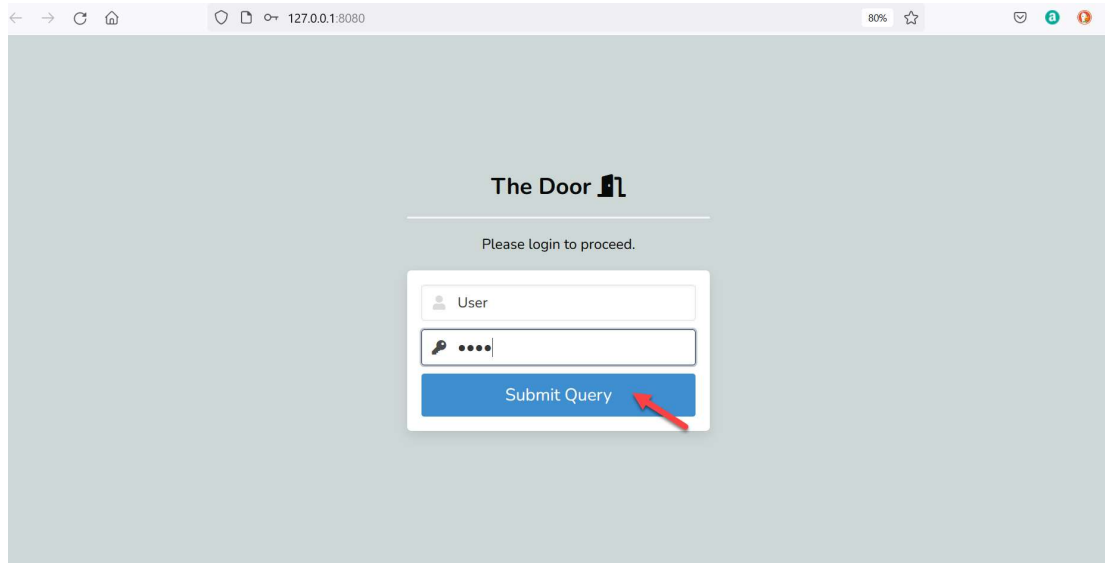 127.0.0.1:8080
80%
a
The Door
Please login to proceed.
User
••••
Submit Query